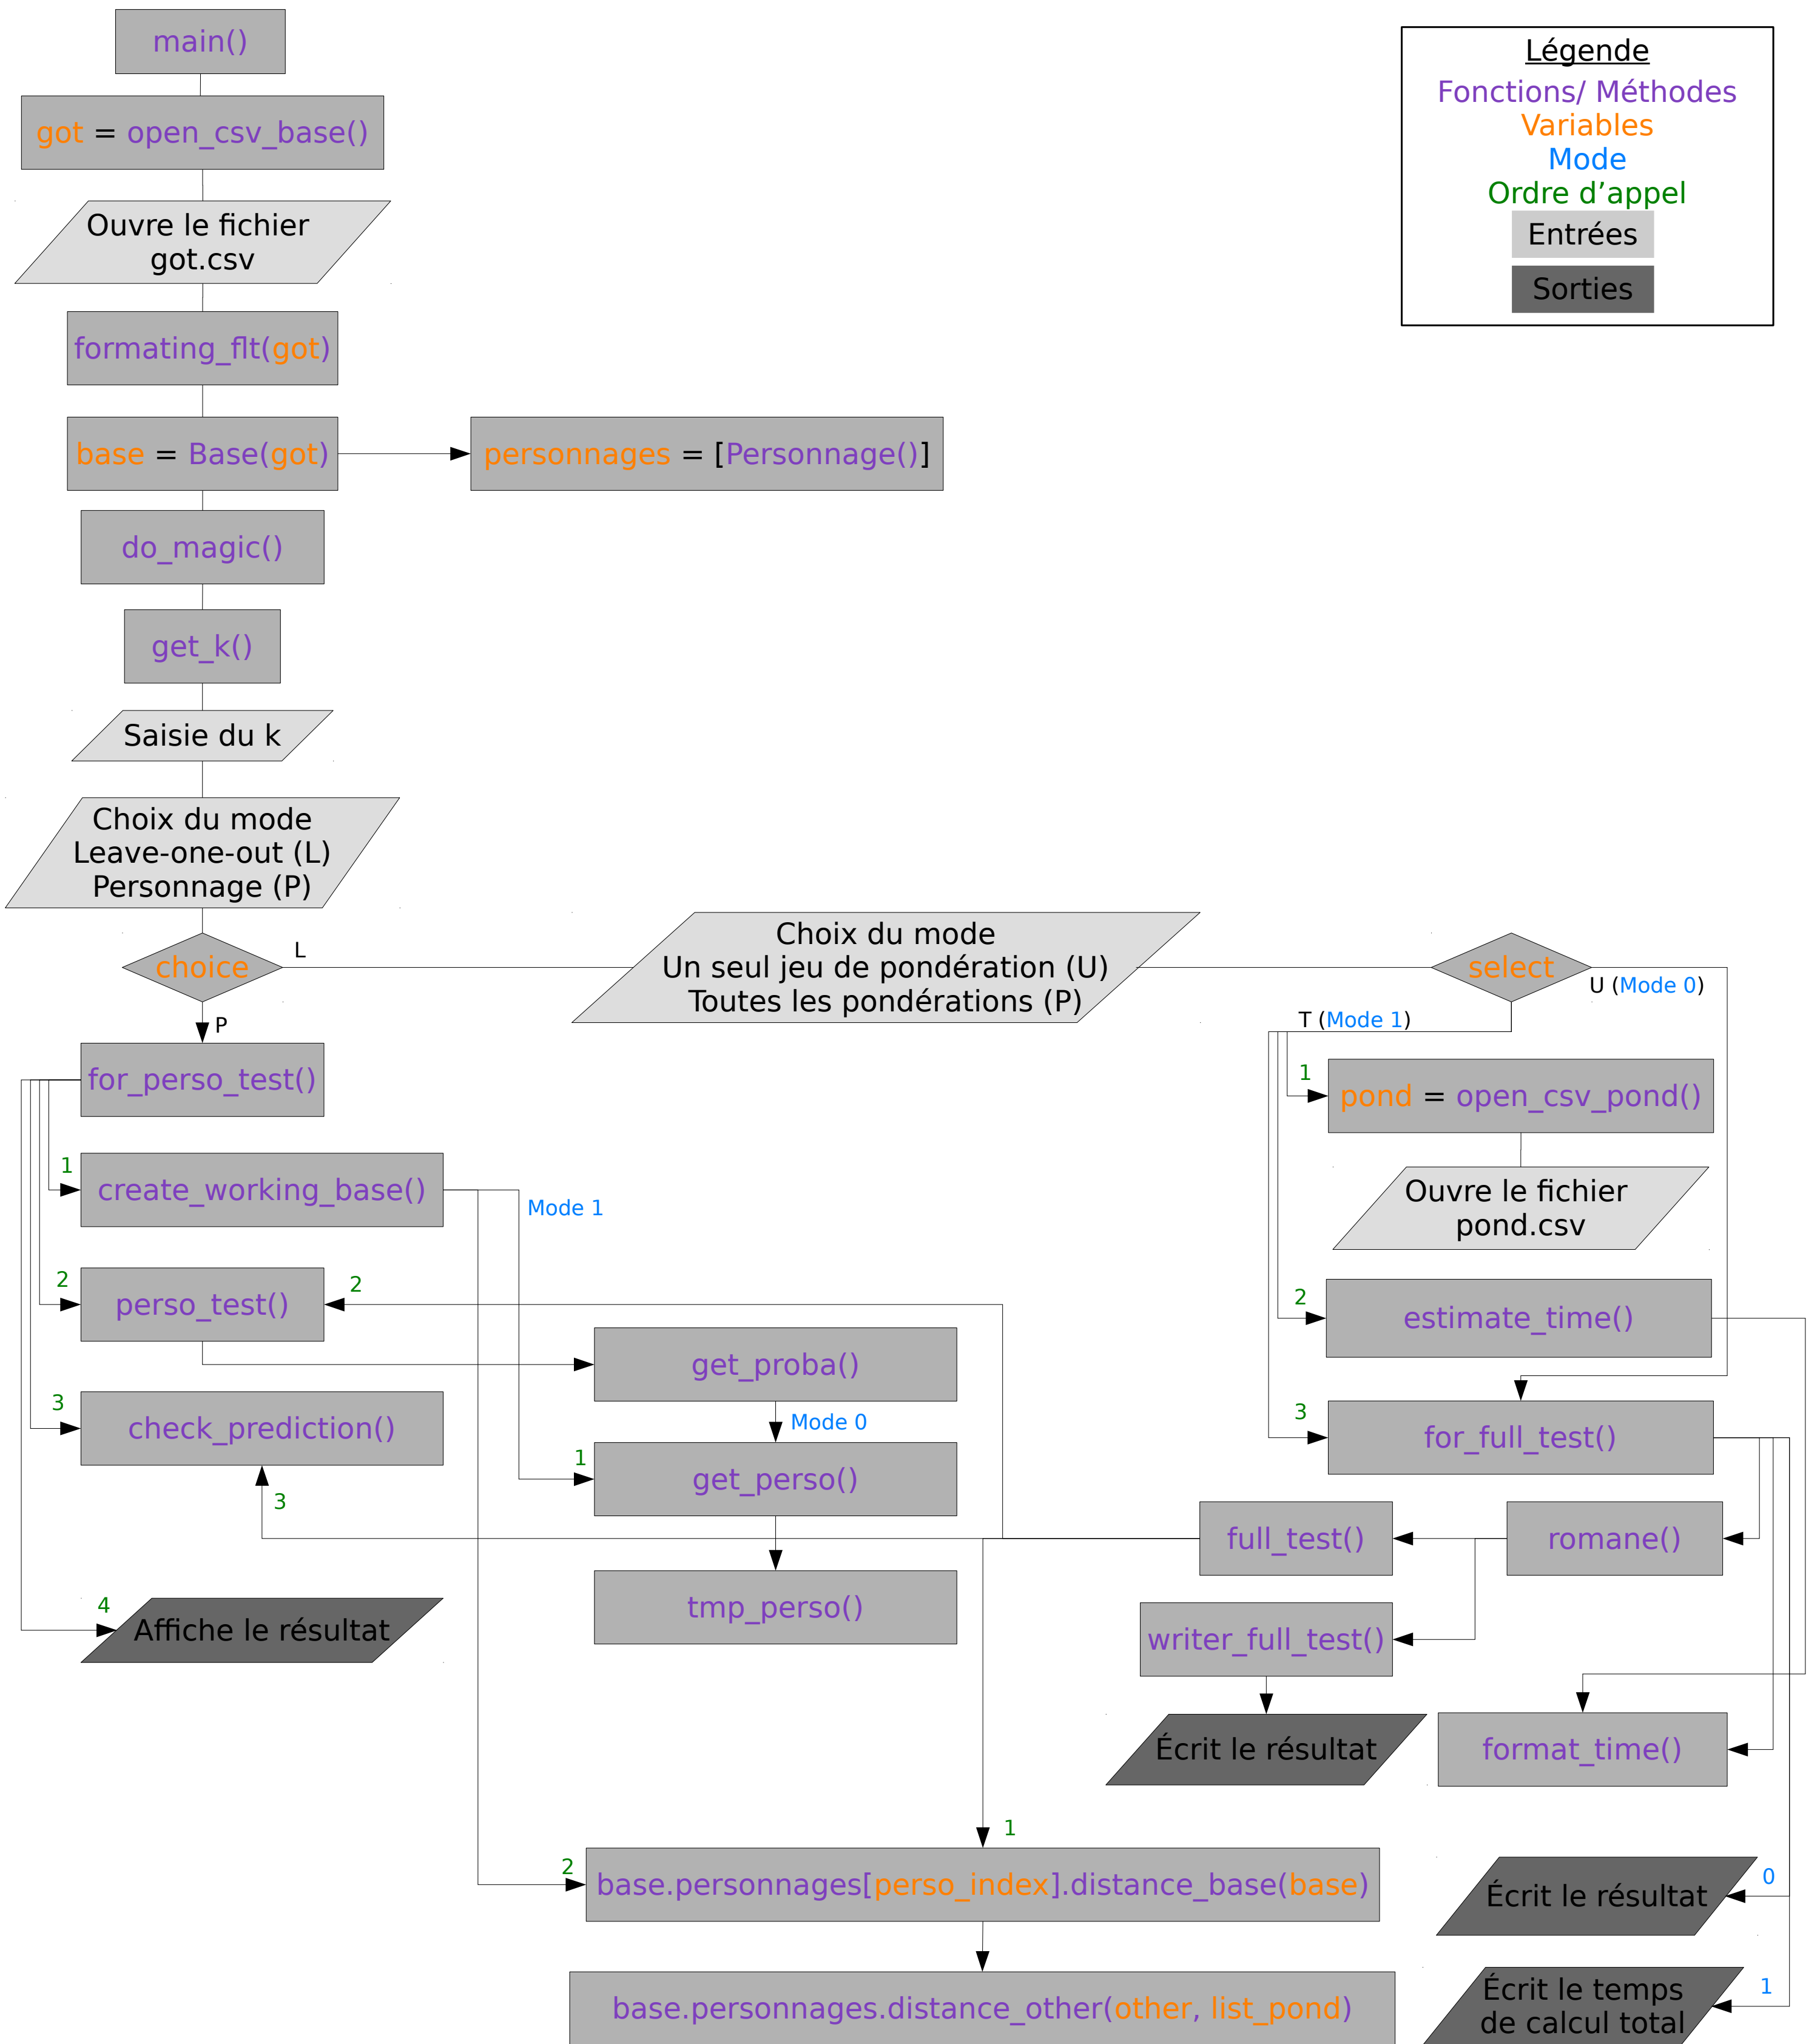 main()
got = open_csv_base()
Ouvre le fichier
got.csv
formating_flt(got)
base = Base(got)
personnages = [Personnage()]
do_magic()
get_k()
Saisie du k
Choix du mode
Leave-one-out (L)
Personnage (P)
choice
L
P
Choix du mode
Un seul jeu de pondération (U)
Toutes les pondérations (P)
select
U (Mode 0)
T (Mode 1)
Légende
Fonctions/ Méthodes
Variables
Mode
Ordre d’appel
Entrées
Sorties
for_perso_test()
1
create_working_base()
Mode 1
2
perso_test()
2
3
check_prediction()
3
4
Affiche le résultat
get_proba()
Mode 0
1
get_perso()
tmp_perso()
1
pond = open_csv_pond()
Ouvre le fichier
pond.csv
2
estimate_time()
3
for_full_test()
full_test()
romane()
writer_full_test()
Écrit le résultat
format_time()
1
2
base.personnages[perso_index].distance_base(base)
base.personnages.distance_other(other, list_pond)
0
Écrit le résultat
1
Écrit le temps
de calcul total